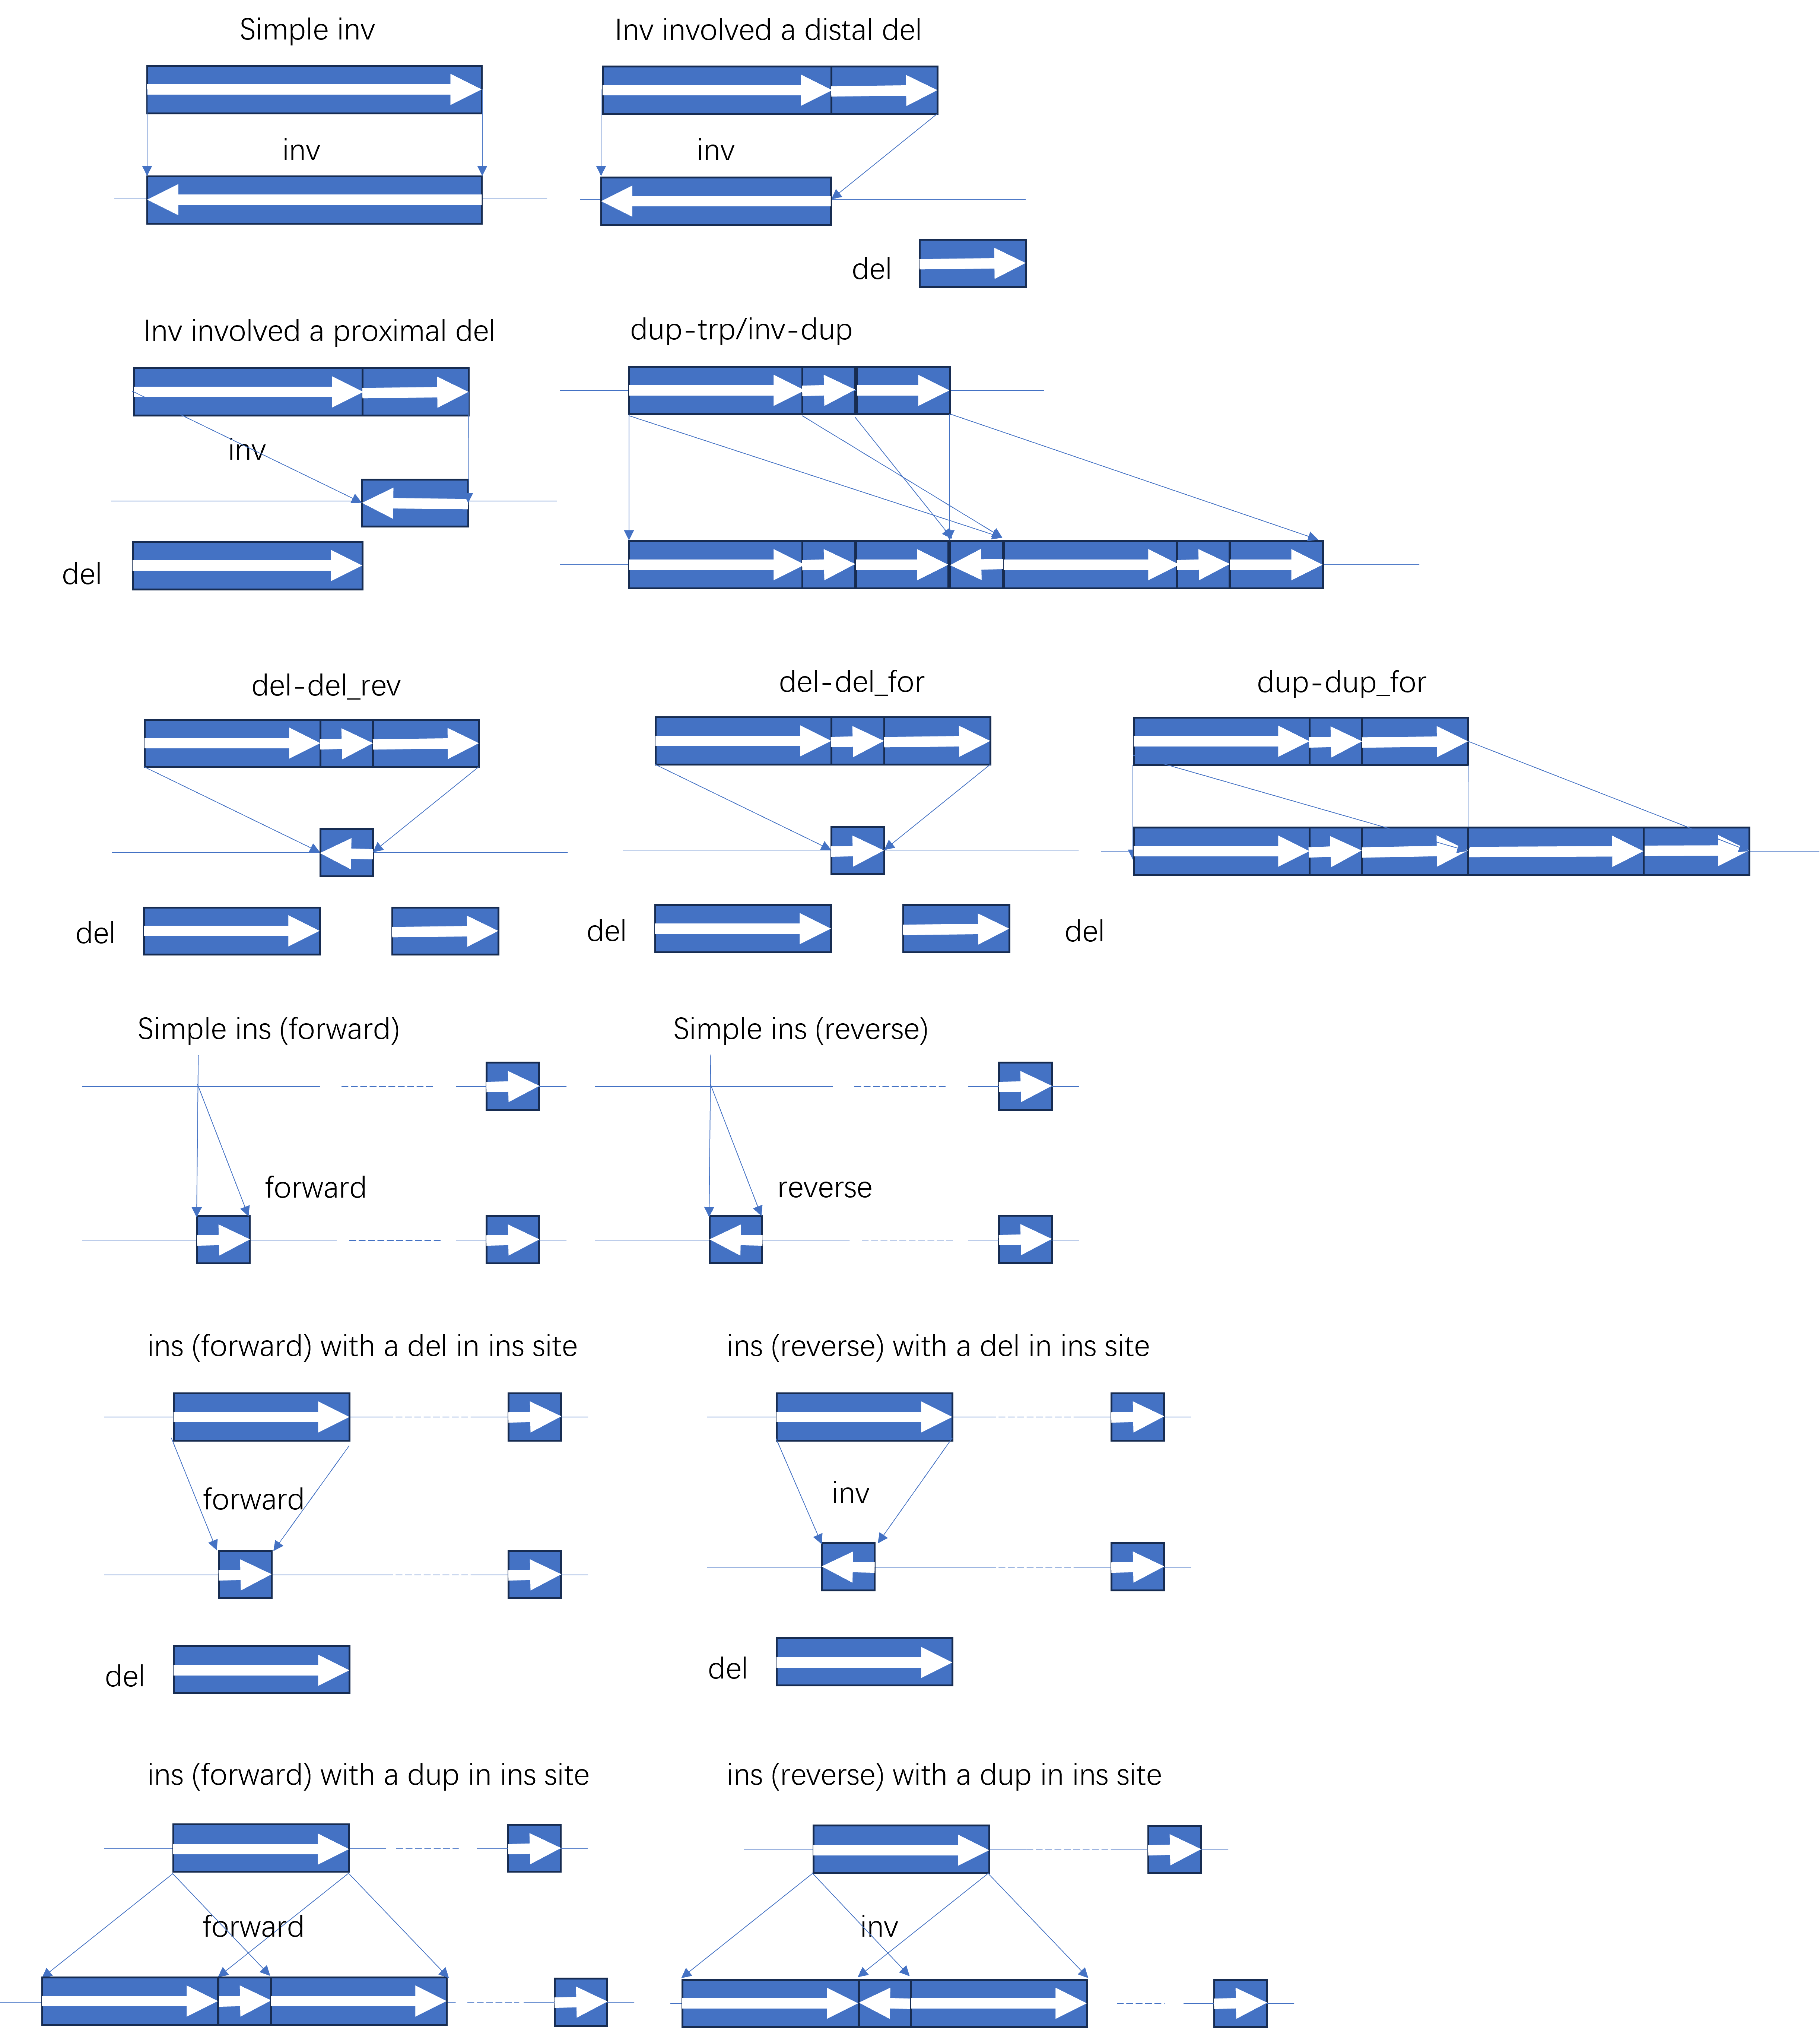 Simple inv
Inv involved a distal del
inv
inv
del
Inv involved a proximal del
dup-trp/inv-dup
inv
del
del-del_rev
del-del_for
dup-dup_for
del
del
del
Simple ins (forward)
Simple ins (reverse)
forward
reverse
ins (forward) with a del in ins site
ins (reverse) with a del in ins site
forward
inv
del
del
ins (forward) with a dup in ins site
ins (reverse) with a dup in ins site
forward
inv